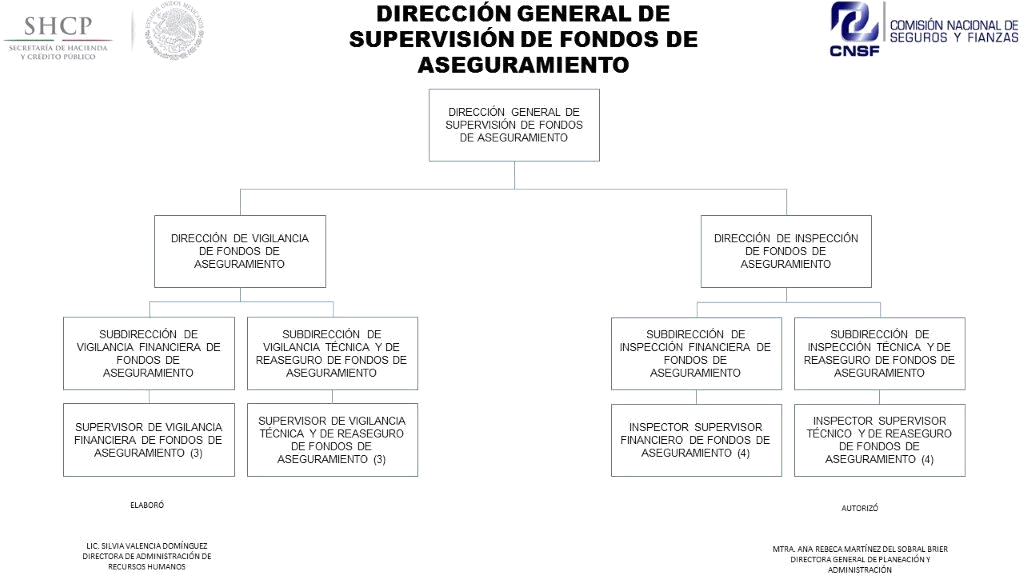 SHCP
SECRETARÍA DE HACIENDA
Y CRÉDITO PÚBLICO
ESTADOS UNIDOS MEXICANOS
DIRECCIÓN GENERAL DE
SUPERVISIÓN DE FONDOS DE
ASEGURAMIENTO
CNSF
COMISIÓN NACIONAL DE
SEGUROS Y FIANZAS
DIRECCIÓN GENERAL DE
SUPERVISIÓN DE FONDOS
DE ASEGURAMIENTO
DIRECCIÓN DE VIGILANCIA
DE FONDOS DE
ASEGURAMIENTO
DIRECCIÓN DE INSPECCIÓN
DE FONDOS DE
ASEGURAMIENTO
SUBDIRECCIÓN DE
VIGILANCIA FINANCIERA DE
FONDOS DE
ASEGURAMIENTO
SUBDIRECCIÓN DE
VIGILANCIA TÉCNICA Y DE
REASEGURO DE FONDOS DE
ASEGURAMIENTO
SUBDIRECCIÓN DE
INSPECCIÓN FINANCIERA DE
FONDOS DE
ASEGURAMIENTO
SUBDIRECCIÓN DE
INSPECCIÓN TÉCNICA Y DE
REASEGURO DE FONDOS DE
ASEGURAMIENTO
SUPERVISOR DE VIGILANCIA
FINANCIERA DE FONDOS DE
ASEGURAMIENTO (3)
SUPERVISOR DE VIGILANCIA
TÉCNICA Y DE REASEGURO
DE FONDOS DE
ASEGURAMIENTO (3)
INSPECTOR SUPERVISOR
FINANCIERO DE FONDOS DE
ASEGURAMIENTO (4)
INSPECTOR SUPERVISOR
TÉCNICO Y DE REASEGURO
DE FONDOS DE
ASEGURAMIENTO (4)
ELABORÓ
LIC. SILVIA VALENCIA DOMÍNGUEZ
DIRECTORA DE ADMINISTRACIÓN DE
RECURSOS HUMANOS
AUTORIZÓ
MTRA. ANA REBECA MARTÍNEZ DEL SOBRAL BRIER
DIRECTORA GENERAL DE PLANEACIÓN Y
ADMINISTRACIÓN